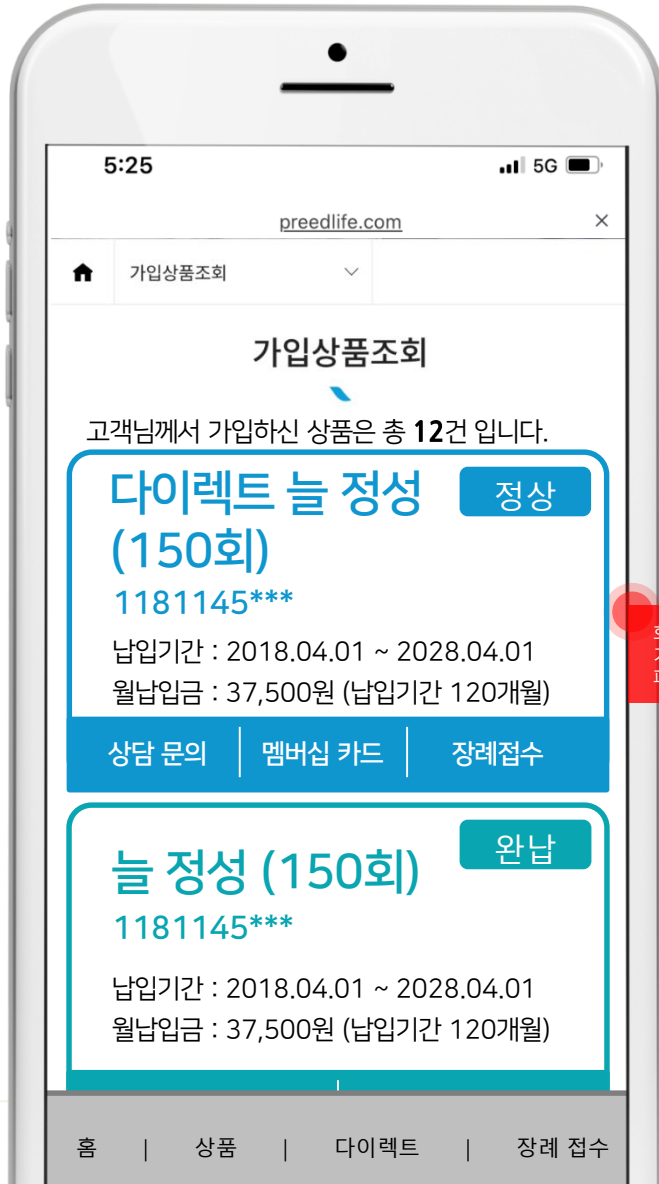 5:25
5G
preedlife.com
가입상품조회
가입상품조회
고객님께서 가입하신 상품은 총 12건 입니다.
다이렉트 늘 정성
정상
(150회)
1181145***
납입기간 : 2018.04.01 ~ 2028.04.01
월납입금 : 37,500원 (납입기간 120개월)
상담 문의 멤버십 카드 장례접수
완납
늘 정성 (150회)
1181145***
납입기간 : 2018.04.01 ~ 2028.04.01
월납입금 : 37,500원 (납입기간 120개월)
홈 | 상품 | 다이렉트 | 장례 접수